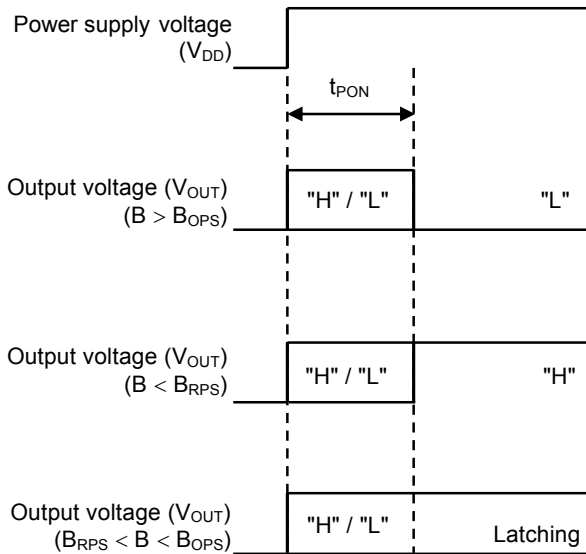 Power supply voltage
(VDD)
tPON
Output voltage (VOUT)
(B > BOPS)
"H" / "L"
"L"
Output voltage (VOUT)
(B < BRPS)
"H" / "L"
"H"
Output voltage (VOUT)
(BRPS < B < BOPS)
"H" / "L"
Latching